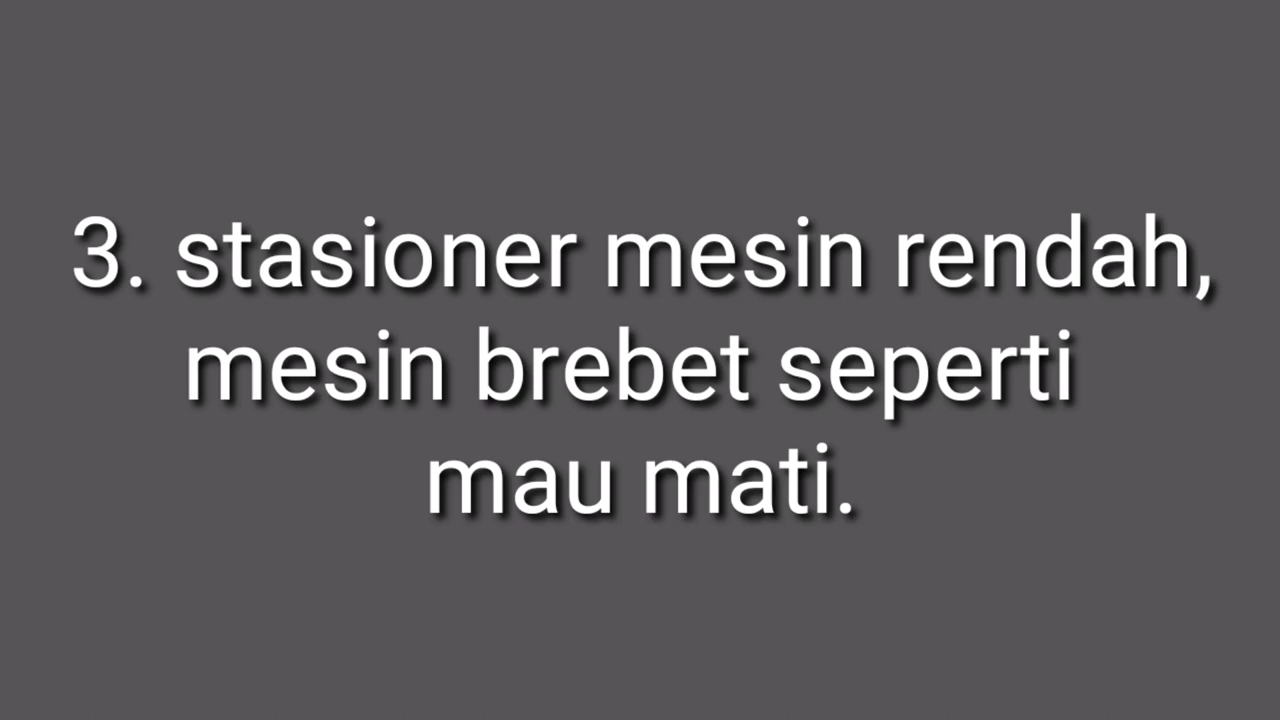 3. stasioner mesin rendah,
mesin brebet seperti
mau mati.